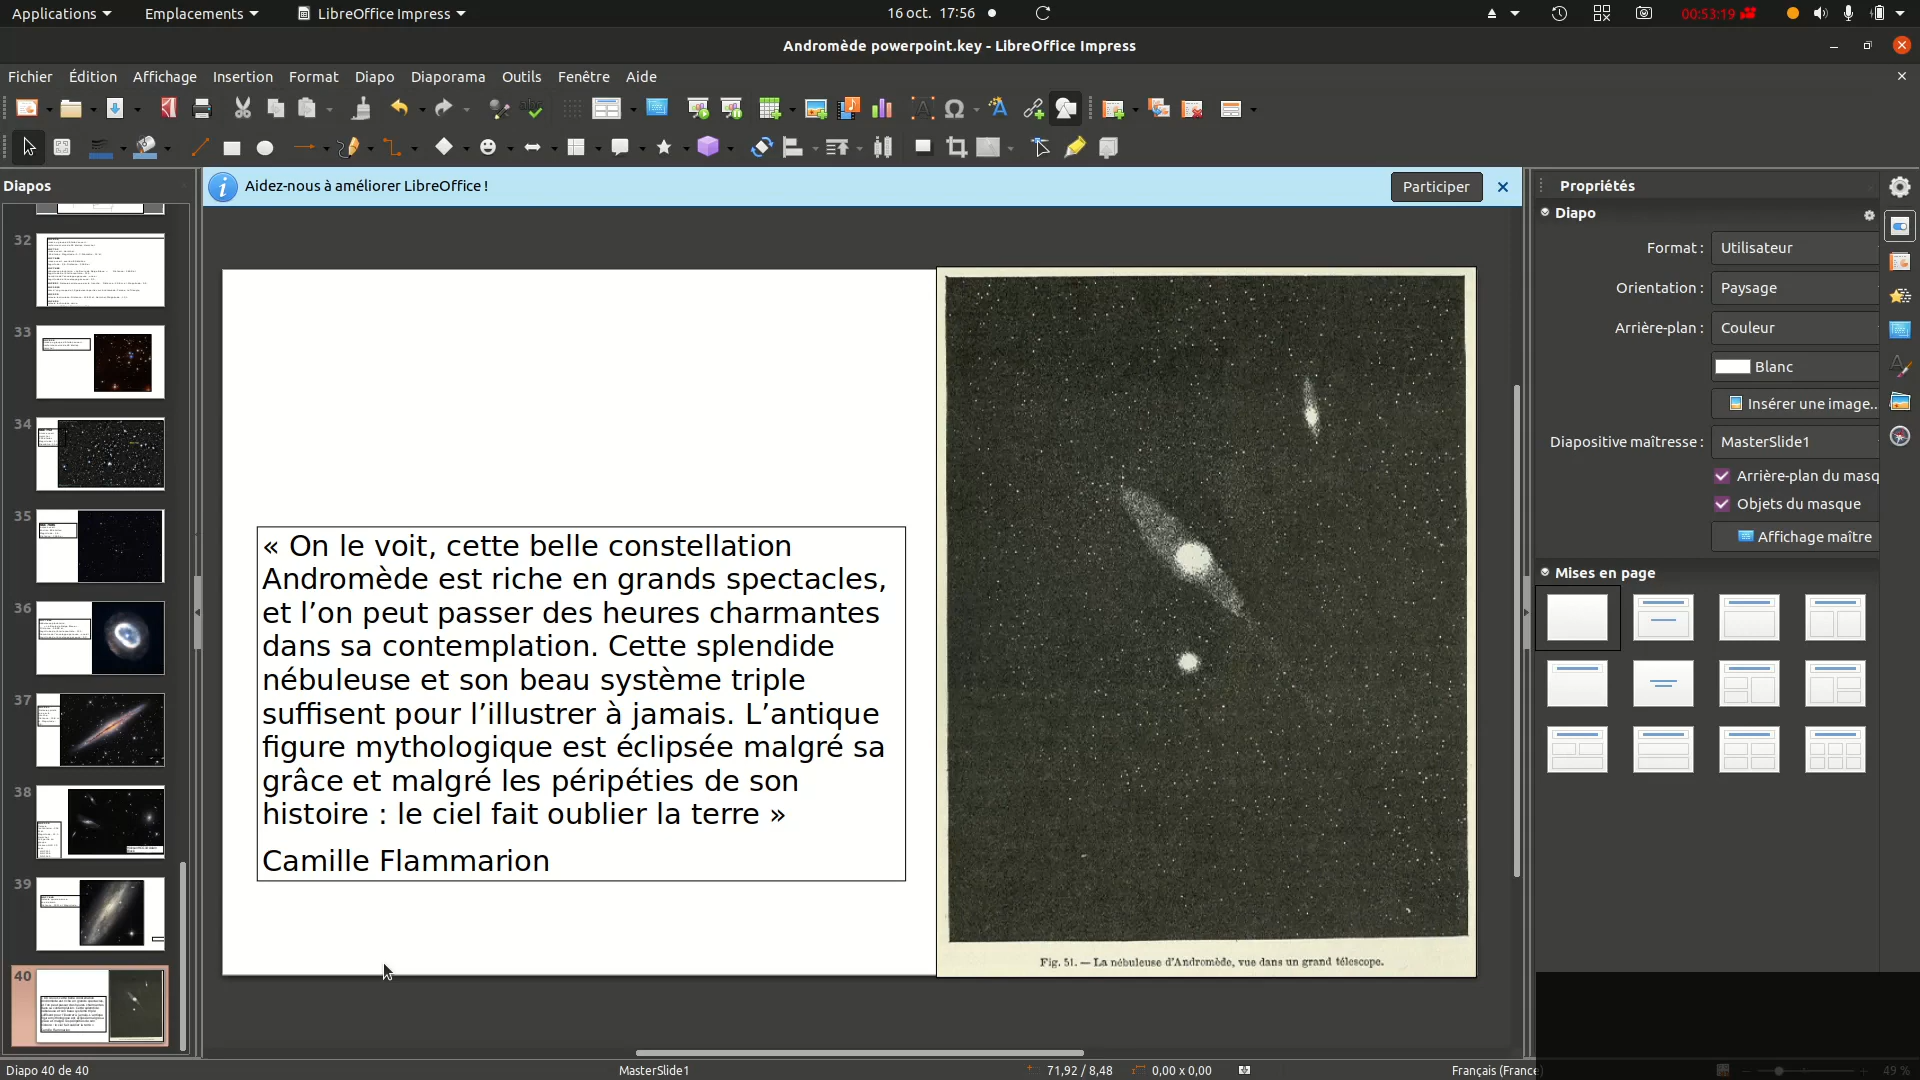 Applications
Emplacements
LibreOffice Impress
16 oct. 17:56
00:53:19
Andromède powerpoint.key - LibreOffice Impress
Fichier Édition Affichage Insertion Format Diapo Diaporama Outils Fenêtre Aide
Diapos
Aidez-nous à améliorer LibreOffice !
Participer
32
33
34
35
36
37
38
39
40
« On le voit, cette belle constellation
Andromède est riche en grands spectacles,
et l’on peut passer des heures charmantes
dans sa contemplation. Cette splendide
nébuleuse et son beau système triple
suffisent pour l’illustrer à jamais. L’antique
figure mythologique est éclipsée malgré sa
grâce et malgré les péripéties de son
histoire : le ciel fait oublier la terre »
Camille Flammarion
Fig. 51. — La nébuleuse d'Andromède, vue dans un grand télescope.
Propriétés
Diapo
Format : Utilisateur
Orientation : Paysage
Arrière-plan : Couleur
Blanc
Insérer une image...
Diapositive maîtresse : MasterSlide1
Arrière-plan du masq
Objets du masque
Affichage maître
Mises en page
Diapo 40 de 40
MasterSlide1
71,92 / 8,48
0,00 x 0,00
Français (France)
49 %